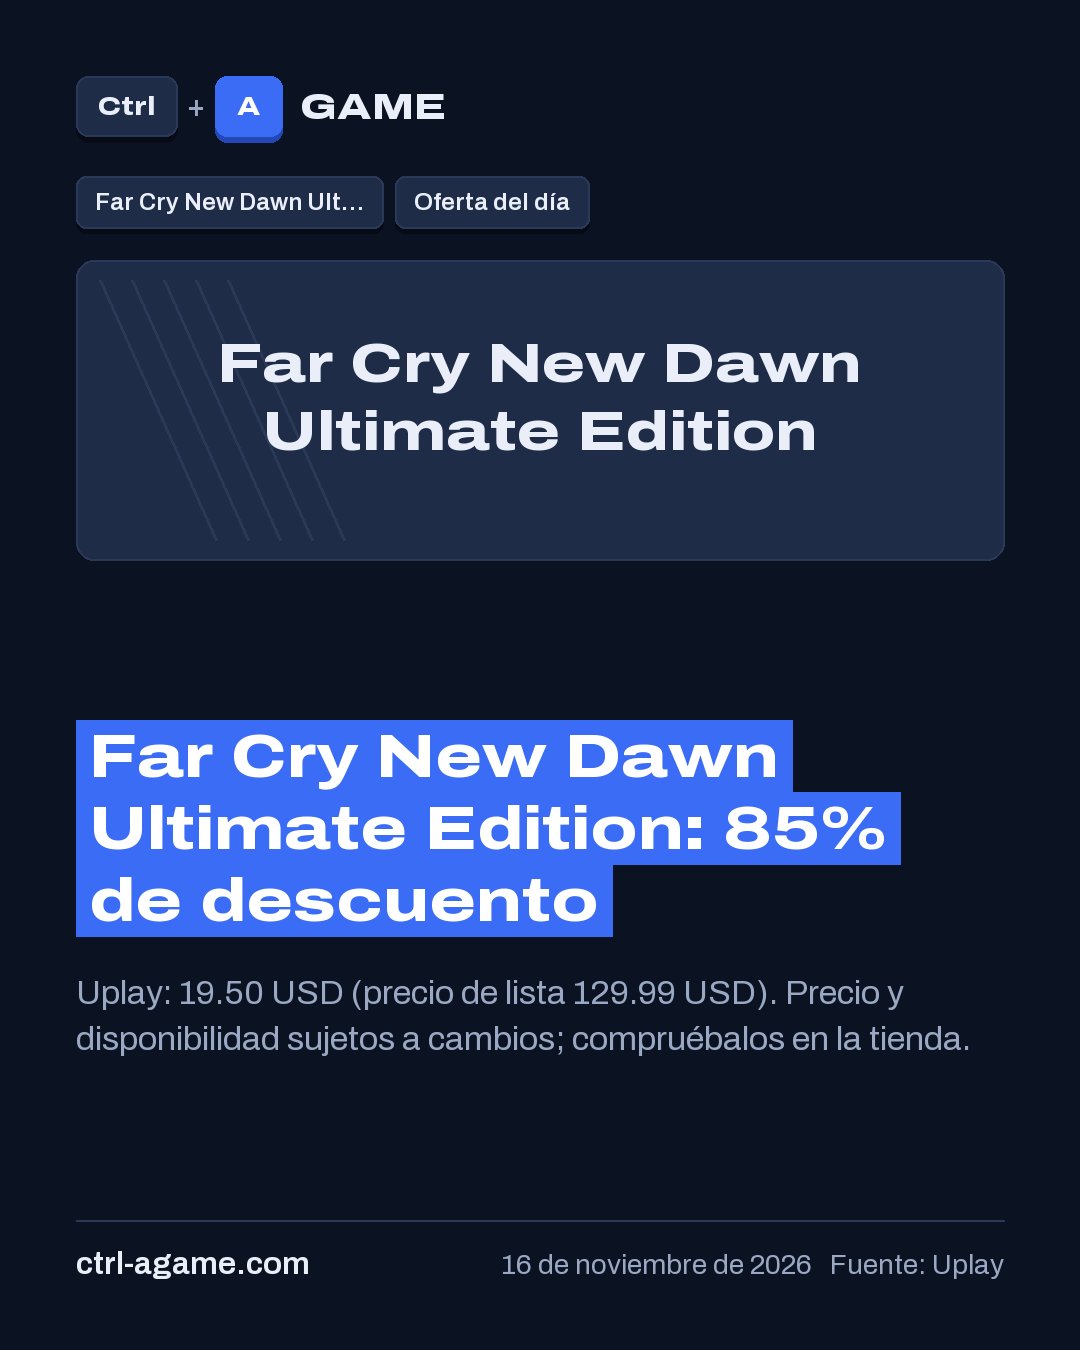 Ctrl + A GAME
Far Cry New Dawn Ult... Oferta del día
Far Cry New Dawn
Ultimate Edition
Far Cry New Dawn
Ultimate Edition: 85%
de descuento
Uplay: 19.50 USD (precio de lista 129.99 USD). Precio y
disponibilidad sujetos a cambios; compruébalos en la tienda.
ctrl-agame.com 16 de noviembre de 2026 Fuente: Uplay